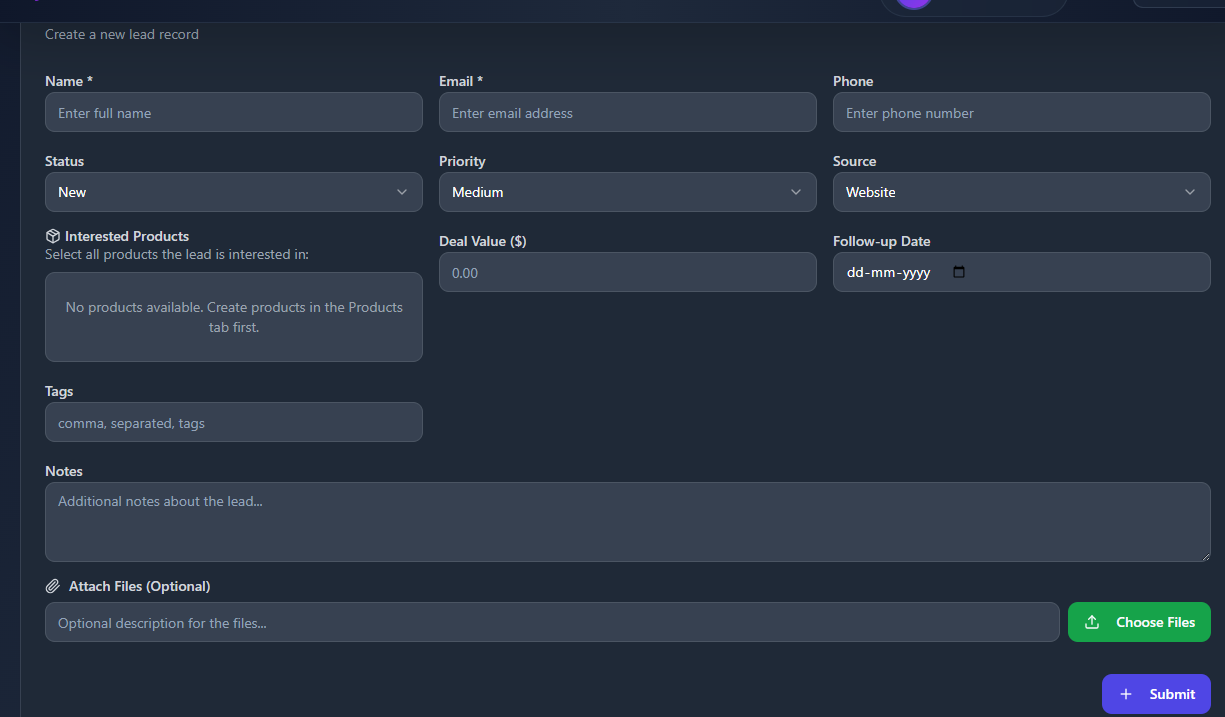 Create a new lead record
Name *
Email *
Phone
Enter full name
Enter email address
Enter phone number
Status
Priority
Source
New
Medium
Website
Interested Products
Select all products the lead is interested in:
Deal Value ($)
Follow-up Date
0.00
dd-mm-yyyy
No products available. Create products in the Products
tab first.
Tags
comma, separated, tags
Notes
Additional notes about the lead...
Attach Files (Optional)
Optional description for the files...
Choose Files
Submit